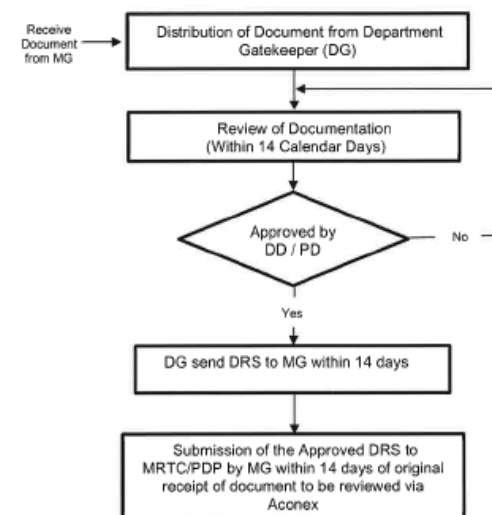 Receive
Document
from MG
Distribution of Document from Department
Gatekeeper (DG)
Review of Documentation
(Within 14 Calendar Days)
Approved by
DD / PD
No
Yes
DG send DRS to MG within 14 days
Submission of the Approved DRS to
MRTC/PDP by MG within 14 days of original
receipt of document to be reviewed via
Aconex